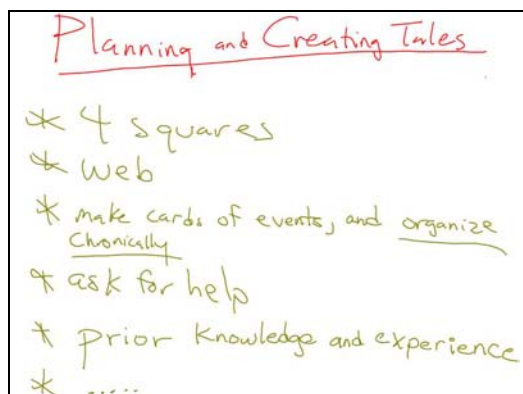 Planning and Creating Tales
* 4 squares
* web
* make cards of events, and organize
Chronically
* ask for help
* prior knowledge and experience
* .....